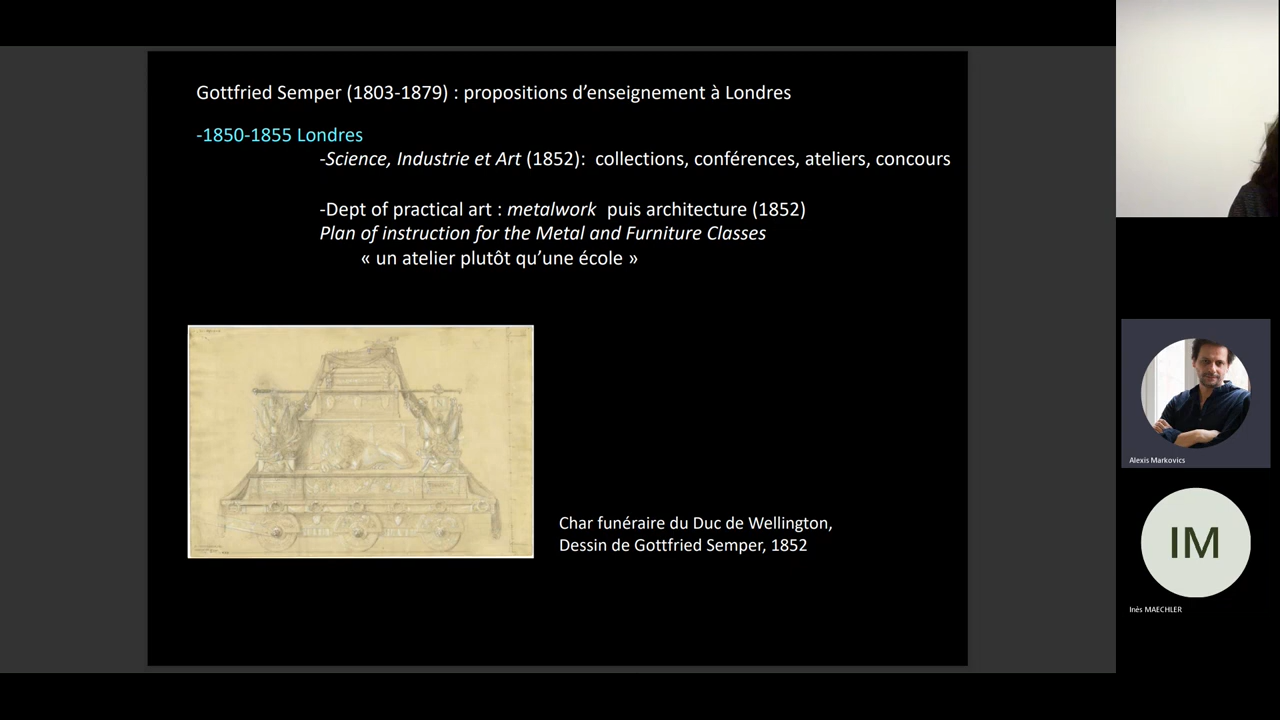 Gottfried Semper (1803-1879) : propositions d’enseignement à Londres
-1850-1855 Londres
-Science, Industrie et Art (1852): collections, conférences, ateliers, concours
-Dept of practical art : metalwork puis architecture (1852)
Plan of instruction for the Metal and Furniture Classes
« un atelier plutôt qu’une école »
Char funéraire du Duc de Wellington,
Dessin de Gottfried Semper, 1852
Alexis Markovics
IM
Inès MAECHLER